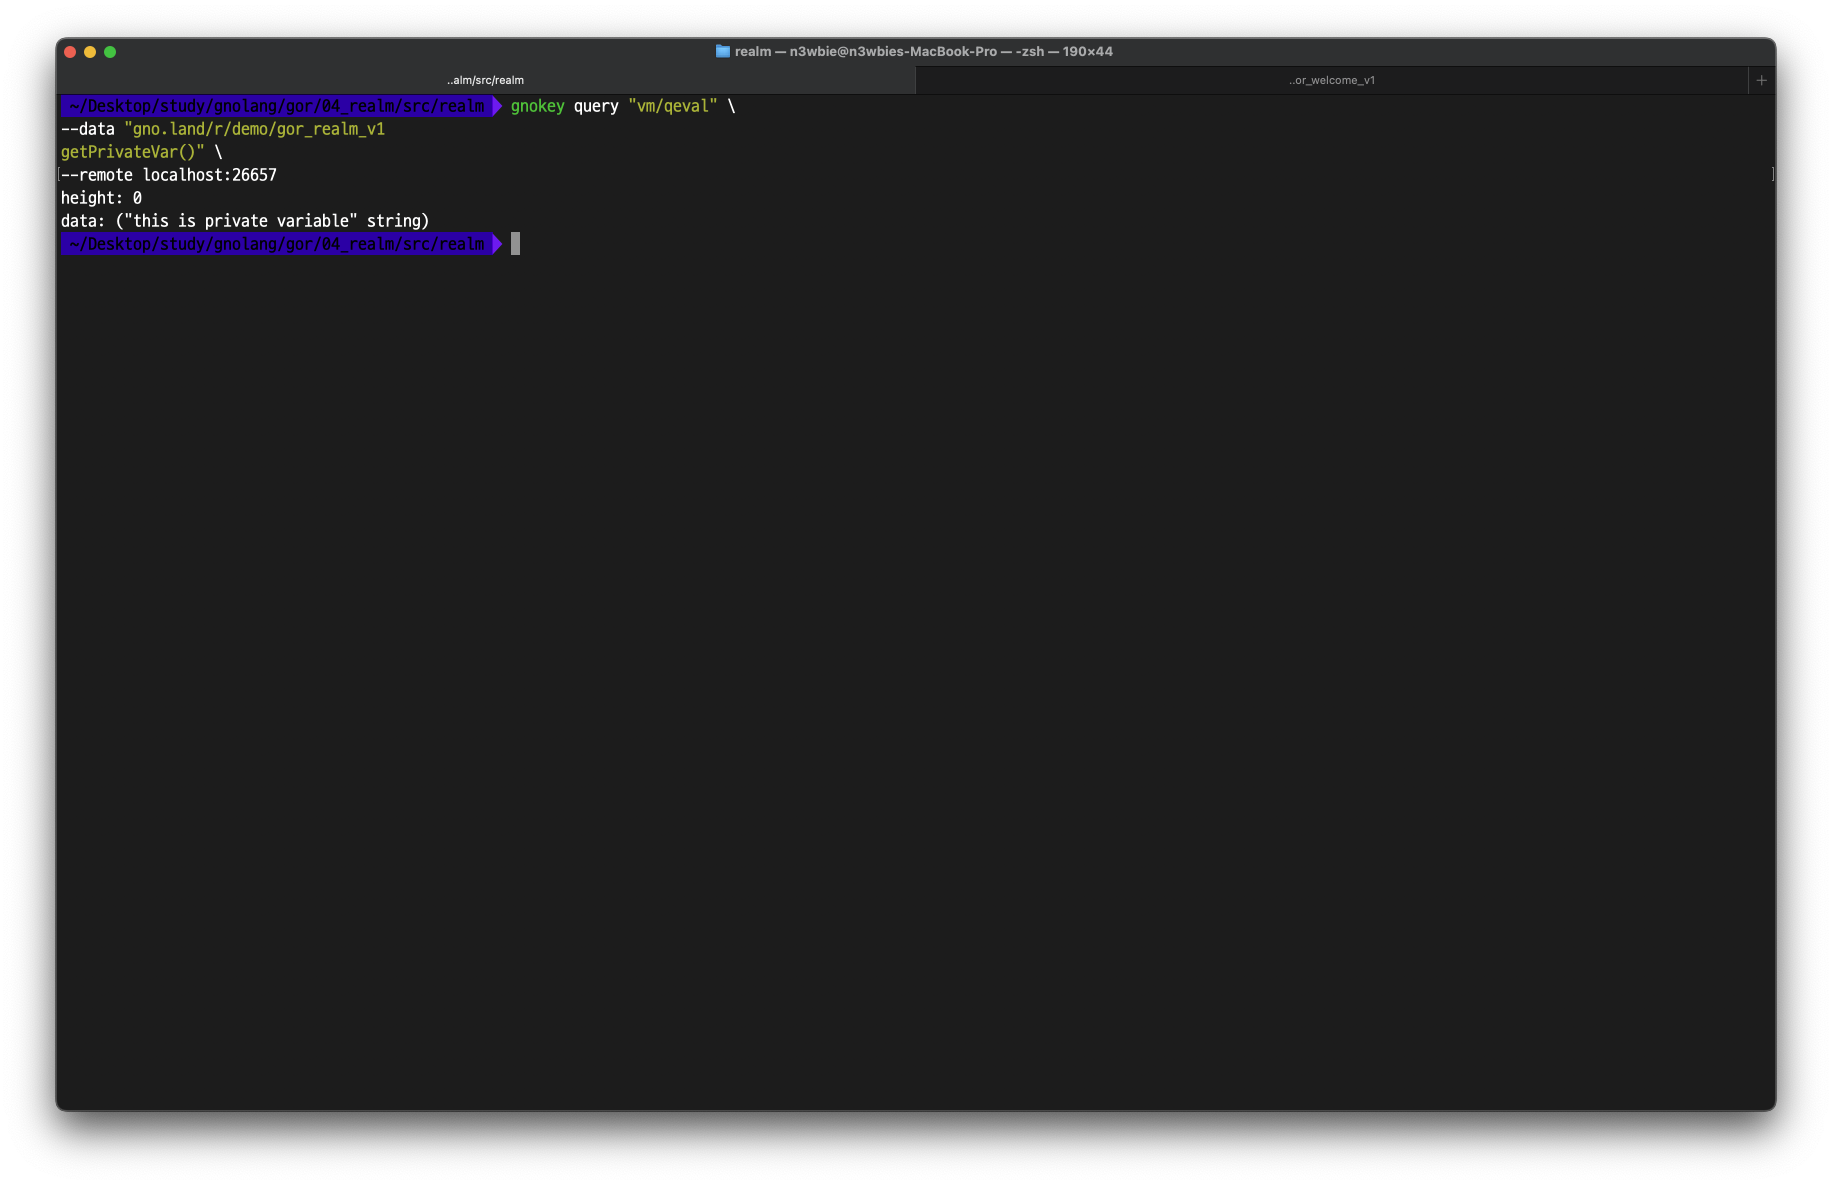 realm — n3wbie@n3wbies-MacBook-Pro — -zsh — 190×44
..alm/src/realm
..or_welcome_v1
~/Desktop/study/gnolang/gor/04_realm/src/realm gnokey query "vm/qeval" \
--data "gno.land/r/demo/gor_realm_v1
getPrivateVar()" \
--remote localhost:26657
height: 0
data: ("this is private variable" string)
~/Desktop/study/gnolang/gor/04_realm/src/realm